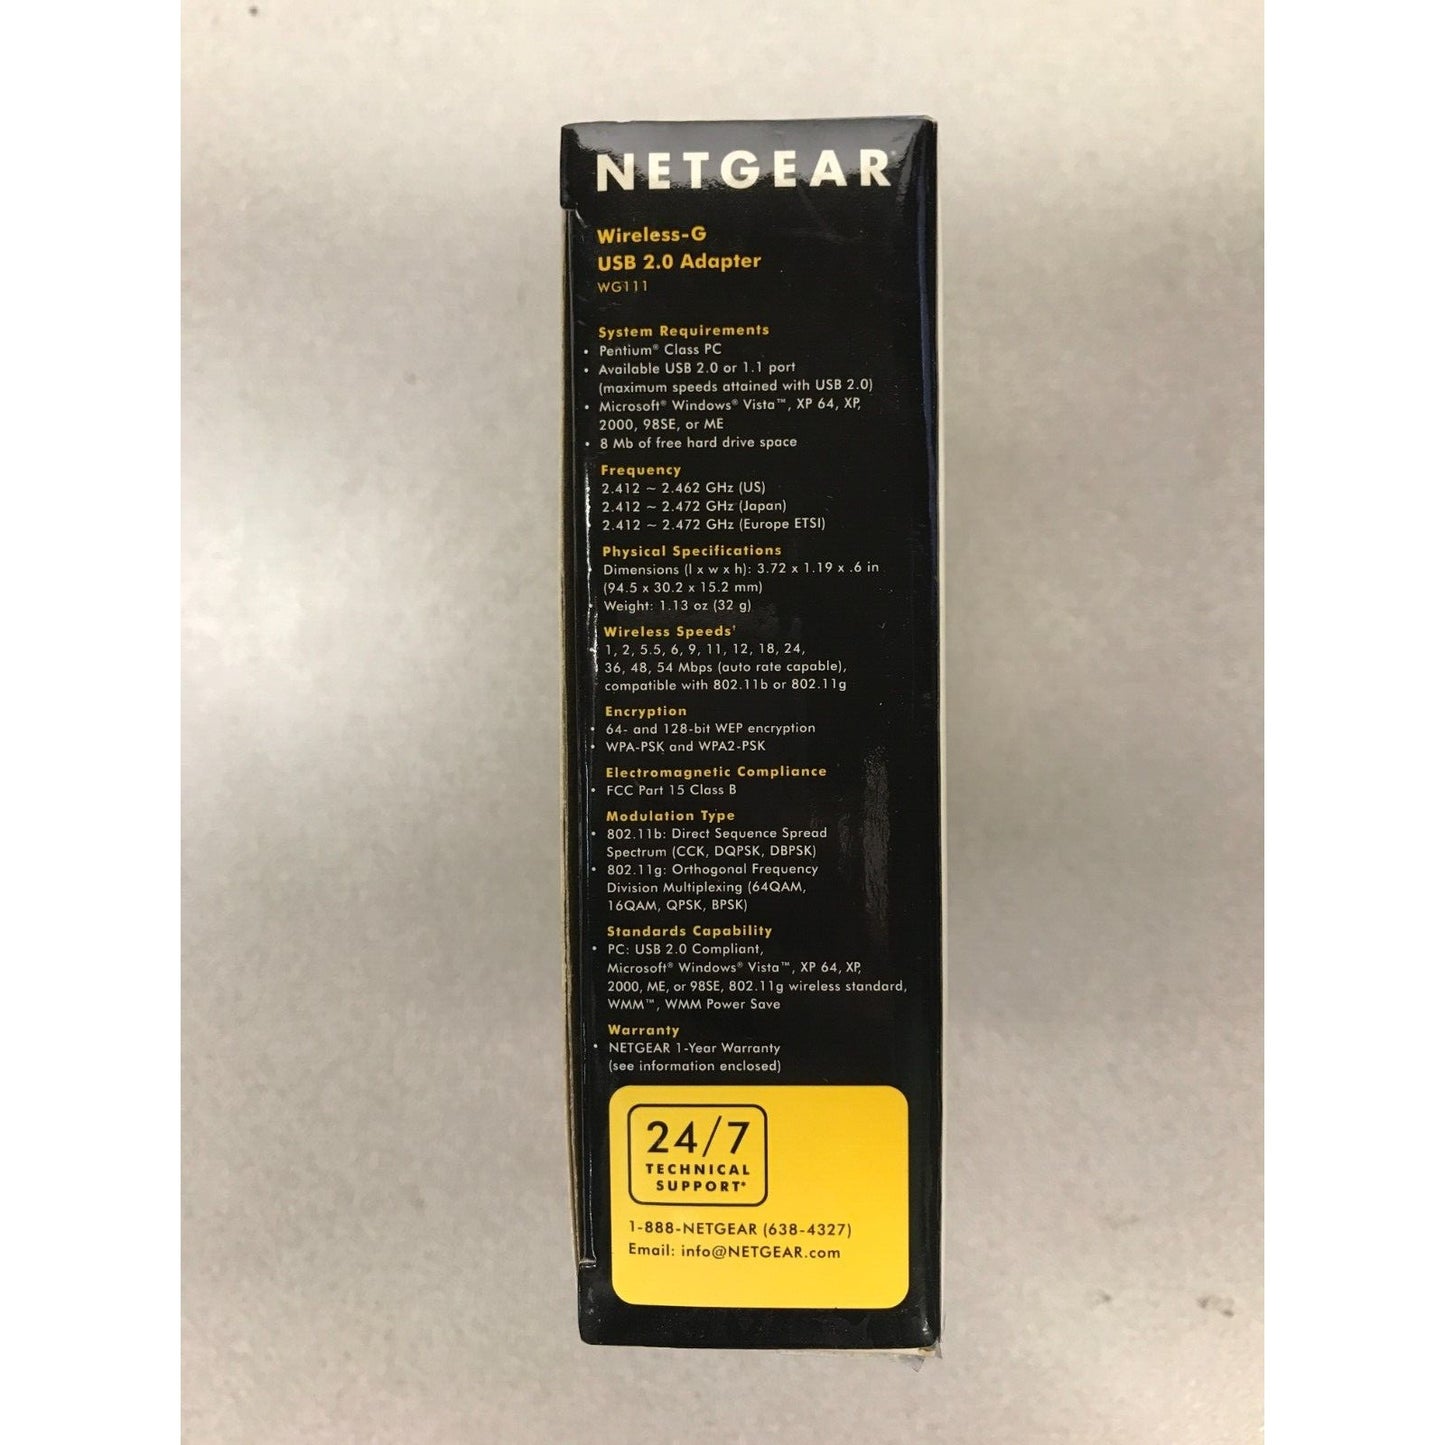 NETGEAR®
Wireless-G
USB 2.0 Adapter
WG111
System Requirements
• Pentium® Class PC
• Available USB 2.0 or 1.1 port
(maximum speeds attained with USB 2.0)
• Microsoft® Windows® Vista™, XP 64, XP,
2000, 98SE, or ME
• 8 Mb of free hard drive space
Frequency
2.412 ~ 2.462 GHz (US)
2.412 ~ 2.472 GHz (Japan)
2.412 ~ 2.472 GHz (Europe ETSI)
Physical Specifications
Dimensions (l x w x h): 3.72 x 1.19 x .6 in
(94.5 x 30.2 x 15.2 mm)
• Weight: 1.13 oz (32 g)
Wireless Speeds†
• 1, 2, 5.5, 6, 9, 11, 12, 18, 24,
36, 48, 54 Mbps (auto rate capable),
compatible with 802.11b or 802.11g
Encryption
• 64- and 128-bit WEP encryption
• WPA-PSK and WPA2-PSK
Electromagnetic Compliance
• FCC Part 15 Class B
Modulation Type
• 802.11b: Direct Sequence Spread
Spectrum (CCK, DQPSK, DBPSK)
• 802.11g: Orthogonal Frequency
Division Multiplexing (64QAM,
16QAM, QPSK, BPSK)
Standards Capability
• PC: USB 2.0 Compliant,
Microsoft® Windows® Vista™, XP 64, XP,
2000, ME, or 98SE, 802.11g wireless standard,
WMM™, WMM Power Save
Warranty
• NETGEAR 1-Year Warranty
(see information enclosed)
24/7
TECHNICAL
SUPPORT*
1-888-NETGEAR (638-4327)
Email: info@NETGEAR.com